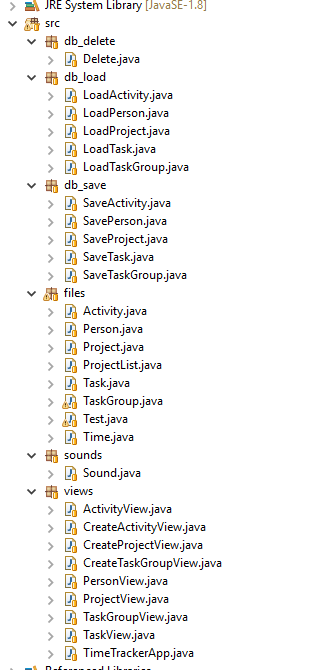 JRE System Library [JavaSE-1.8]
src
db_delete
Delete.java
db_load
LoadActivity.java
LoadPerson.java
LoadProject.java
LoadTask.java
LoadTaskGroup.java
db_save
SaveActivity.java
SavePerson.java
SaveProject.java
SaveTask.java
SaveTaskGroup.java
files
Activity.java
Person.java
Project.java
ProjectList.java
Task.java
TaskGroup.java
Test.java
Time.java
sounds
Sound.java
views
ActivityView.java
CreateActivityView.java
CreateProjectView.java
CreateTaskGroupView.java
PersonView.java
ProjectView.java
TaskGroupView.java
TaskView.java
TimeTrackerApp.java
Referenced Libraries